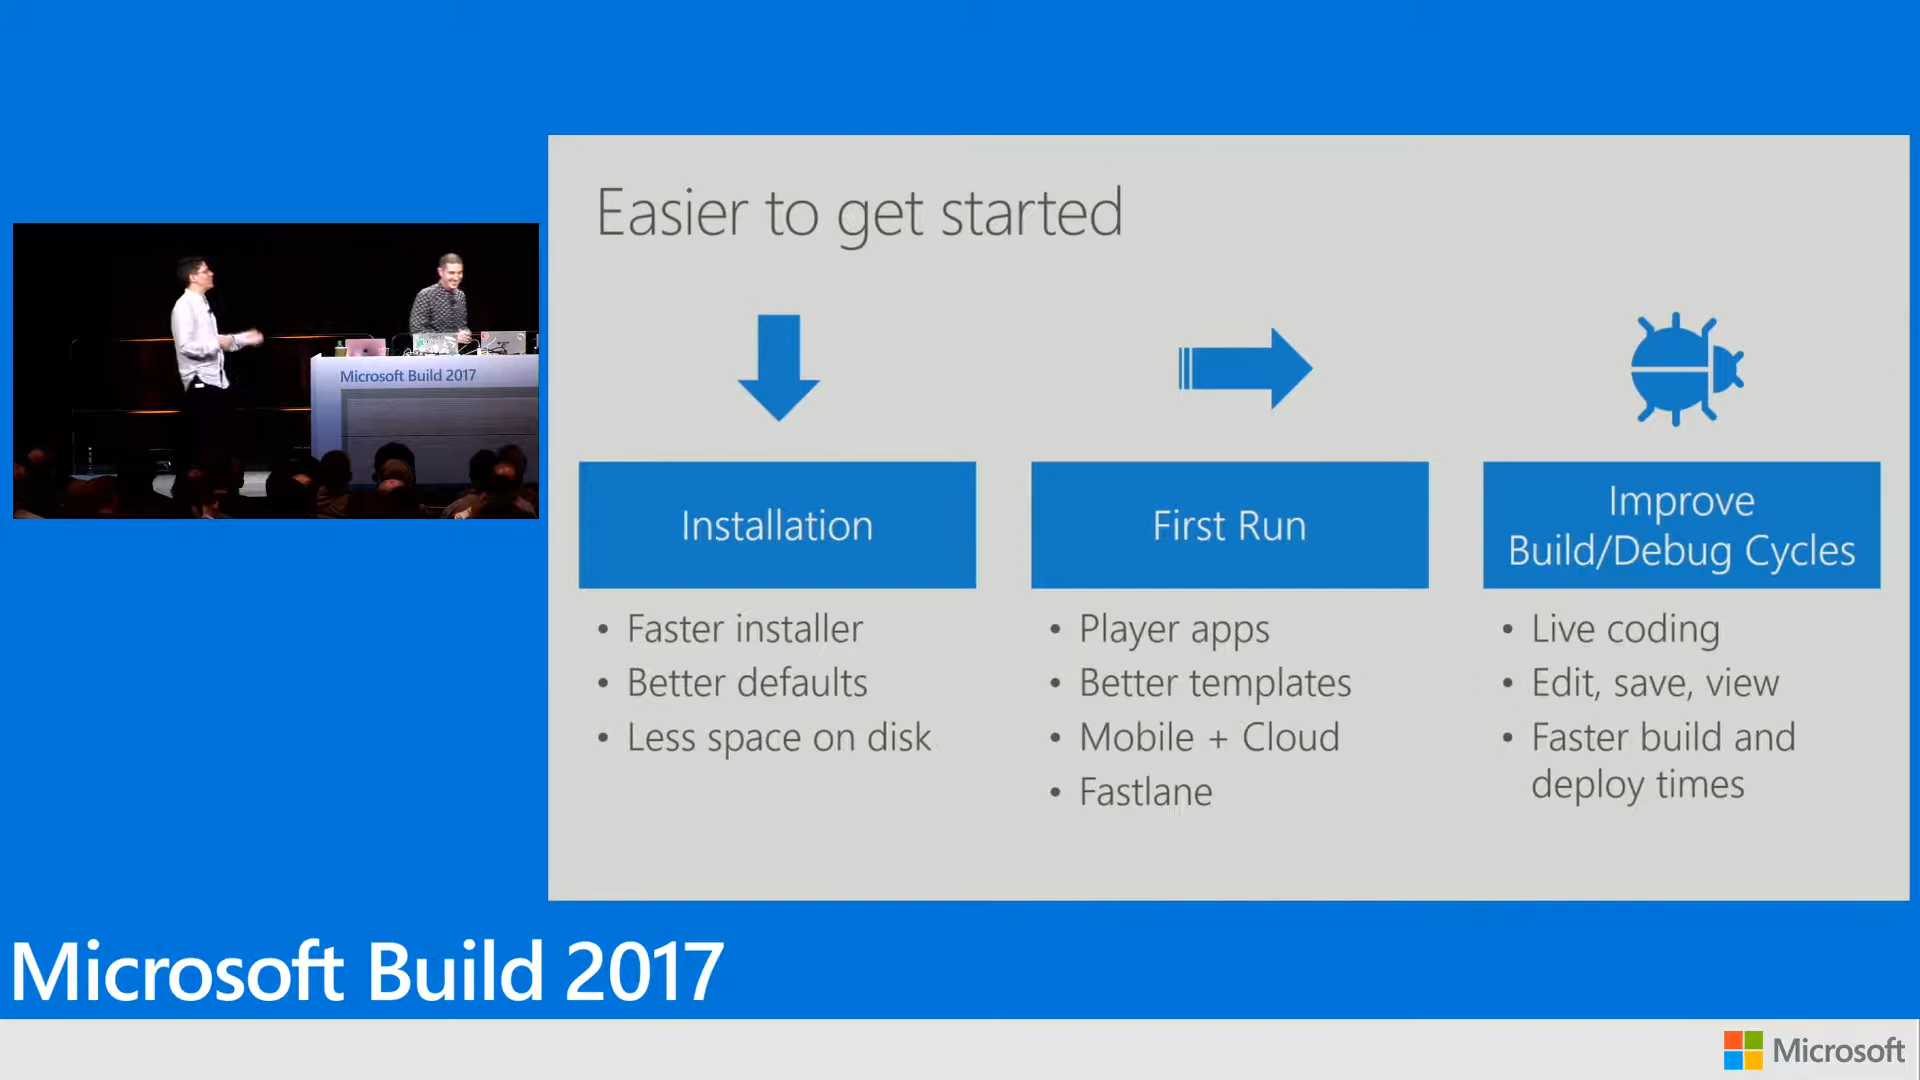 Easier to get started
Microsoft Build 2017
Installation
• Faster installer
• Better defaults
• Less space on disk
First Run
• Player apps
• Better templates
• Mobile + Cloud
• Fastlane
Improve
Build/Debug Cycles
• Live coding
• Edit, save, view
• Faster build and
deploy times
Microsoft Build 2017
Microsoft